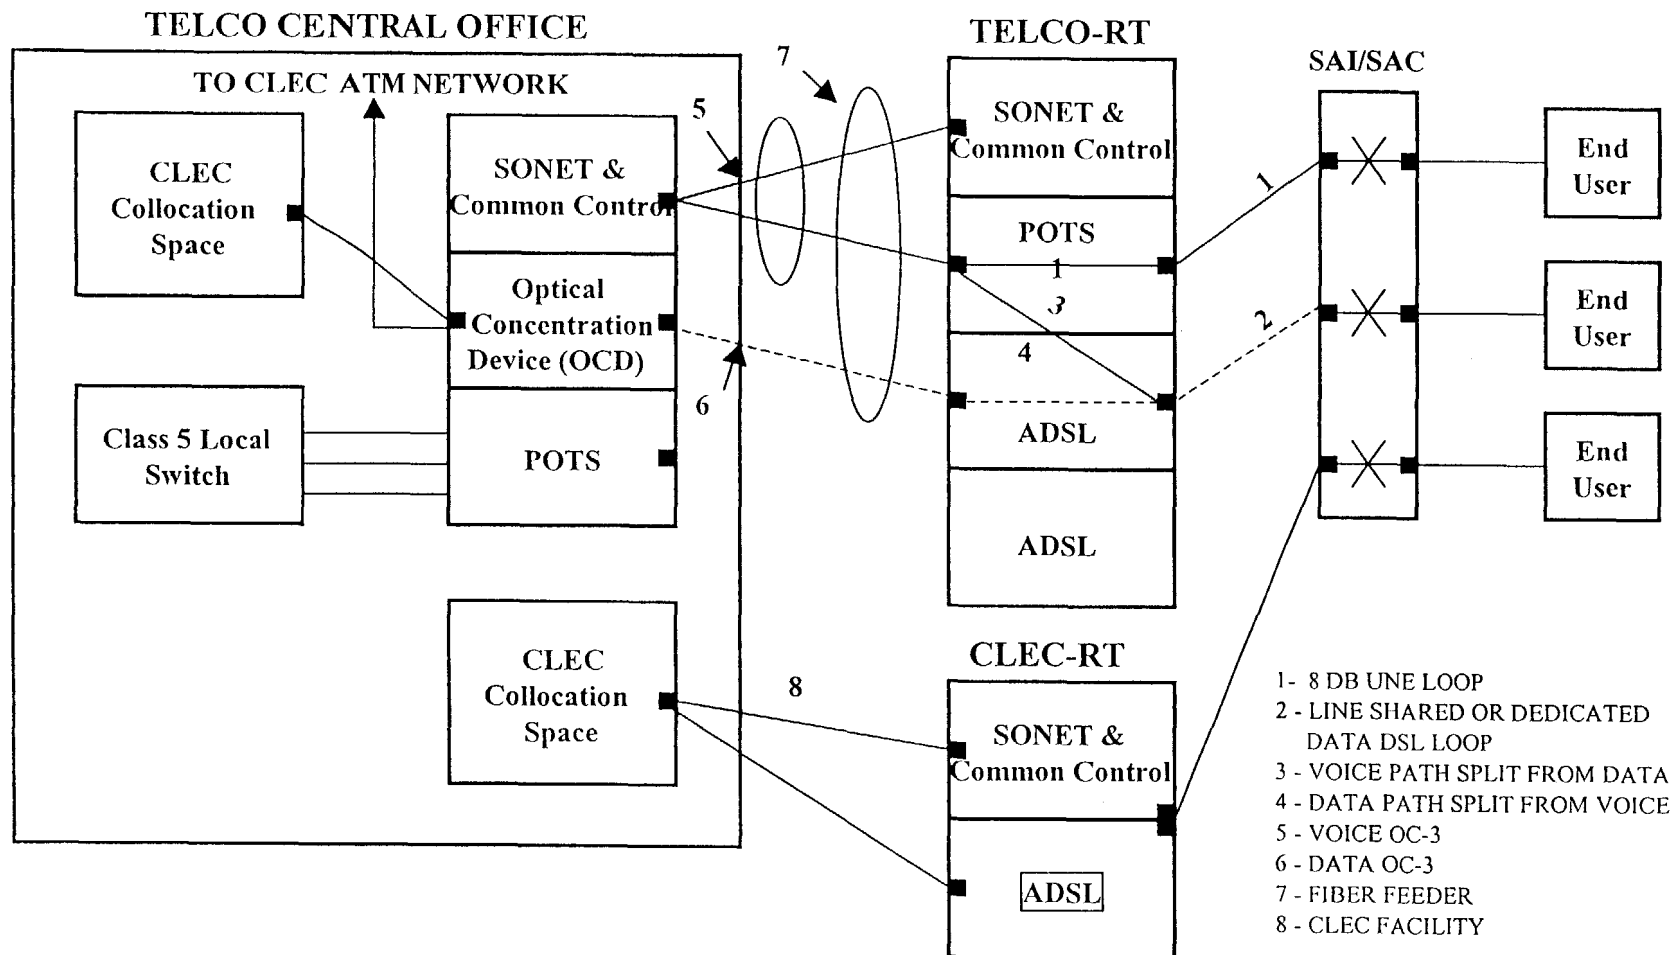 TELCO CENTRAL OFFICE
TO CLEC ATM NETWORK
CLEC
Collocation
Space
SONET &
Common Control
Optical
Concentration
Device (OCD)
Class 5 Local
Switch
POTS
CLEC
Collocation
Space
5
7
6
8
TELCO-RT
SONET &
Common Control
POTS
1
3
4
ADSL
ADSL
CLEC-RT
SONET &
Common Control
ADSL
1
2
SAI/SAC
End
User
End
User
End
User
1- 8 DB UNE LOOP
2 - LINE SHARED OR DEDICATED
DATA DSL LOOP
3 - VOICE PATH SPLIT FROM DATA
4 - DATA PATH SPLIT FROM VOICE
5 - VOICE OC-3
6 - DATA OC-3
7 - FIBER FEEDER
8 - CLEC FACILITY